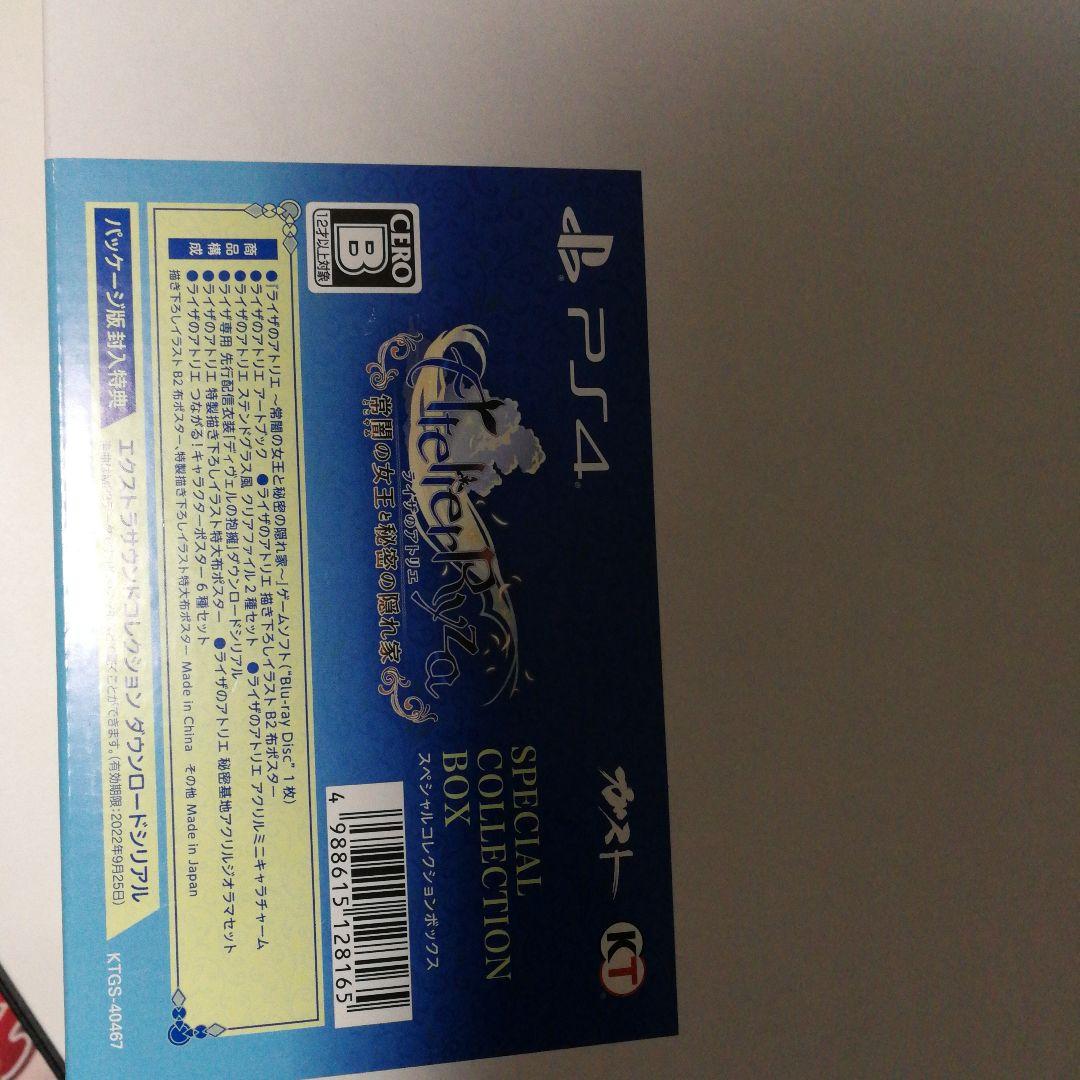 PS4
ガスト
KT
Atelier Ryza
ライザのアトリエ
常闇の女王と秘密の隠れ家
SPECIAL
COLLECTION
BOX
スペシャルコレクションボックス
CERO
B
12才以上対象
4 988615 128165
商品構成
●『ライザのアトリエ ～常闇の女王と秘密の隠れ家～』ゲームソフト("Blu-ray Disc" 1枚)
●ライザのアトリエ アートブック ●ライザのアトリエ 描き下ろしイラスト B2 布ポスター
●ライザのアトリエ ステンドグラス風 クリアファイル 2 種セット ●ライザのアトリエ アクリルミニキャラチャーム
●ライザ専用 先行配信衣装「ディヴェルの抱擁」ダウンロードシリアル
●ライザのアトリエ 特製描き下ろしイラスト特大布ポスター ●ライザのアトリエ 秘密基地アクリルジオラマセット
●ライザのアトリエ つながる!キャラクターポスター 6 種セット
描き下ろしイラスト B2 布ポスター、特製描き下ろしイラスト特大布ポスター Made in China その他 Made in Japan
パッケージ版封入特典
エクストラサウンドコレクション ダウンロードシリアル
ことができます。(有効期限:2022年9月25日)
KTGS-40467